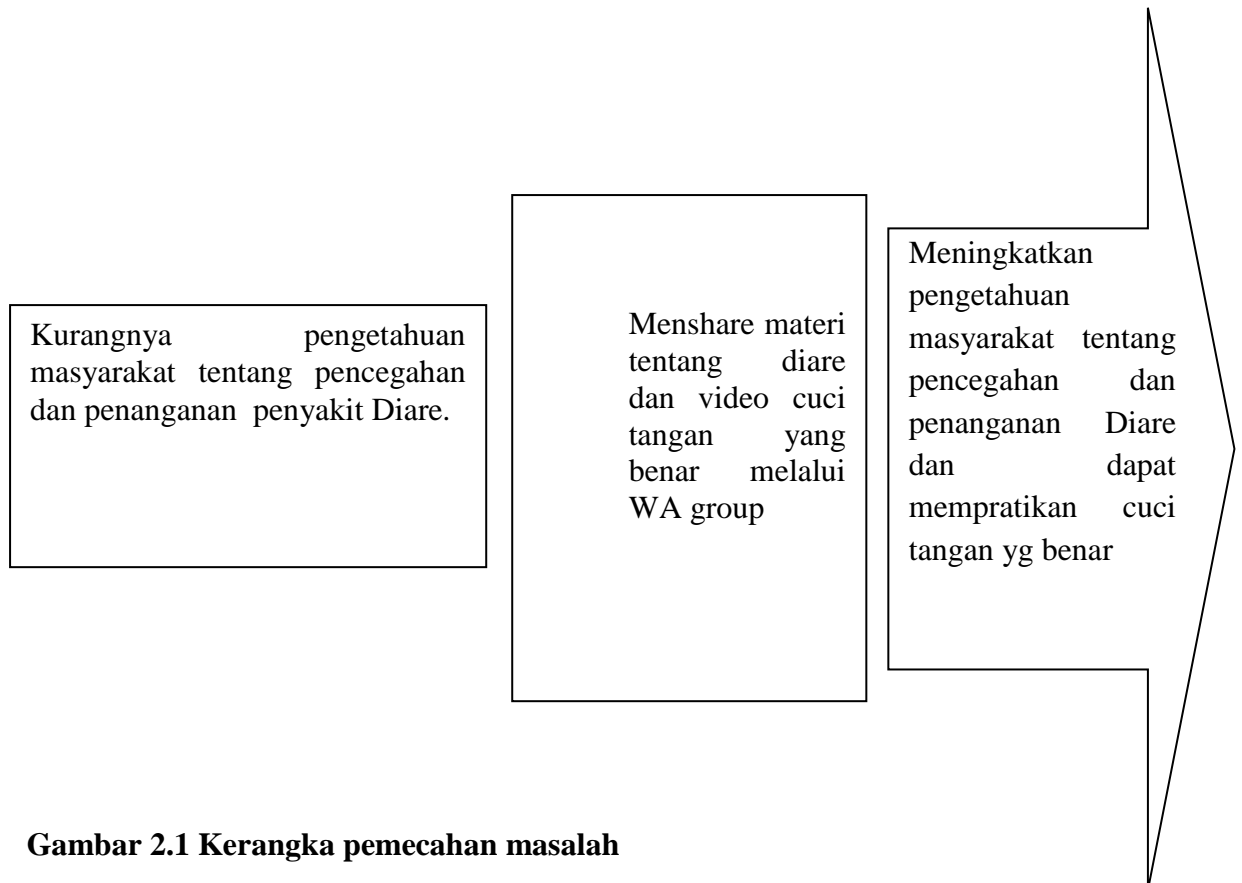 Kurangnya pengetahuan
masyarakat tentang pencegahan
dan penanganan penyakit Diare.
Menshare materi
tentang diare
dan video cuci
tangan yang
benar melalui
WA group
Meningkatkan
pengetahuan
masyarakat tentang
pencegahan dan
penanganan Diare
dan dapat
mempratikan cuci
tangan yg benar
Gambar 2.1 Kerangka pemecahan masalah